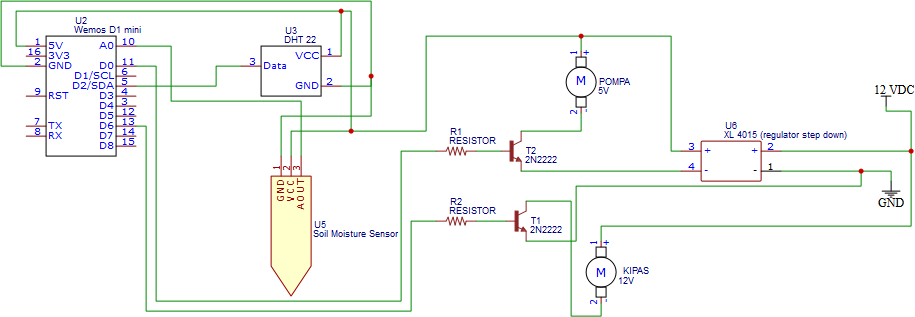 U2
Wemos D1 mini
1 5V A0 10
16 3V3
2 GND D0 11
D1/SCL 6
D2/SDA 5
9 RST D3 4
D4 3
D5 12
7 TX D6 13
8 RX D7 14
D8 15
U3
DHT 22
VCC 1
3 Data
GND 2
1 2 3
GND VCC AOUT
U5
Soil Moisture Sensor
R1
RESISTOR
R2
RESISTOR
T2
2N2222
T1
2N2222
1 +
M
POMPA
5V
2 -
U6
XL 4015 (regulator step down)
3 + + 2
4 - - 1
12 VDC
GND
1 +
M
KIPAS
12V
2 -